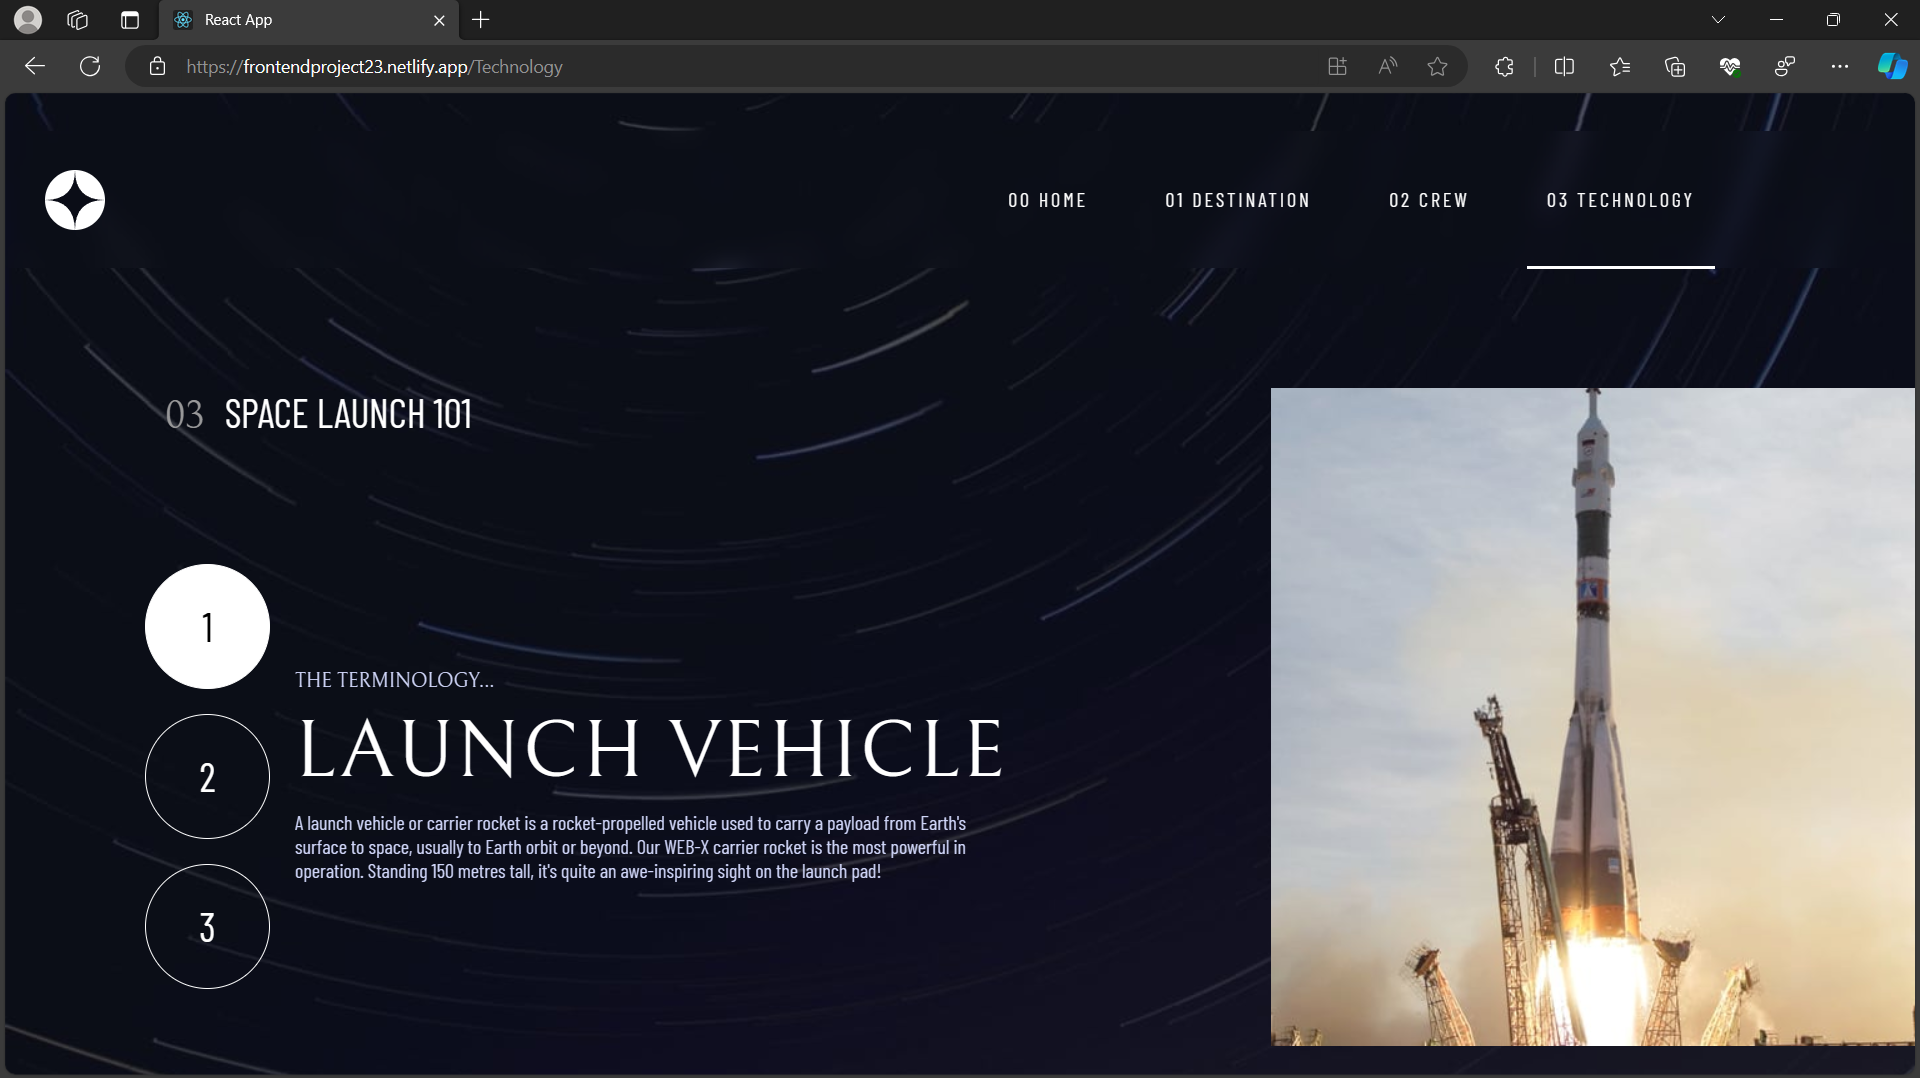 React App
https://frontendproject23.netlify.app/Technology
00 HOME 01 DESTINATION 02 CREW 03 TECHNOLOGY
03 SPACE LAUNCH 101
1
2
3
THE TERMINOLOGY...
LAUNCH VEHICLE
A launch vehicle or carrier rocket is a rocket-propelled vehicle used to carry a payload from Earth's
surface to space, usually to Earth orbit or beyond. Our WEB-X carrier rocket is the most powerful in
operation. Standing 150 metres tall, it's quite an awe-inspiring sight on the launch pad!